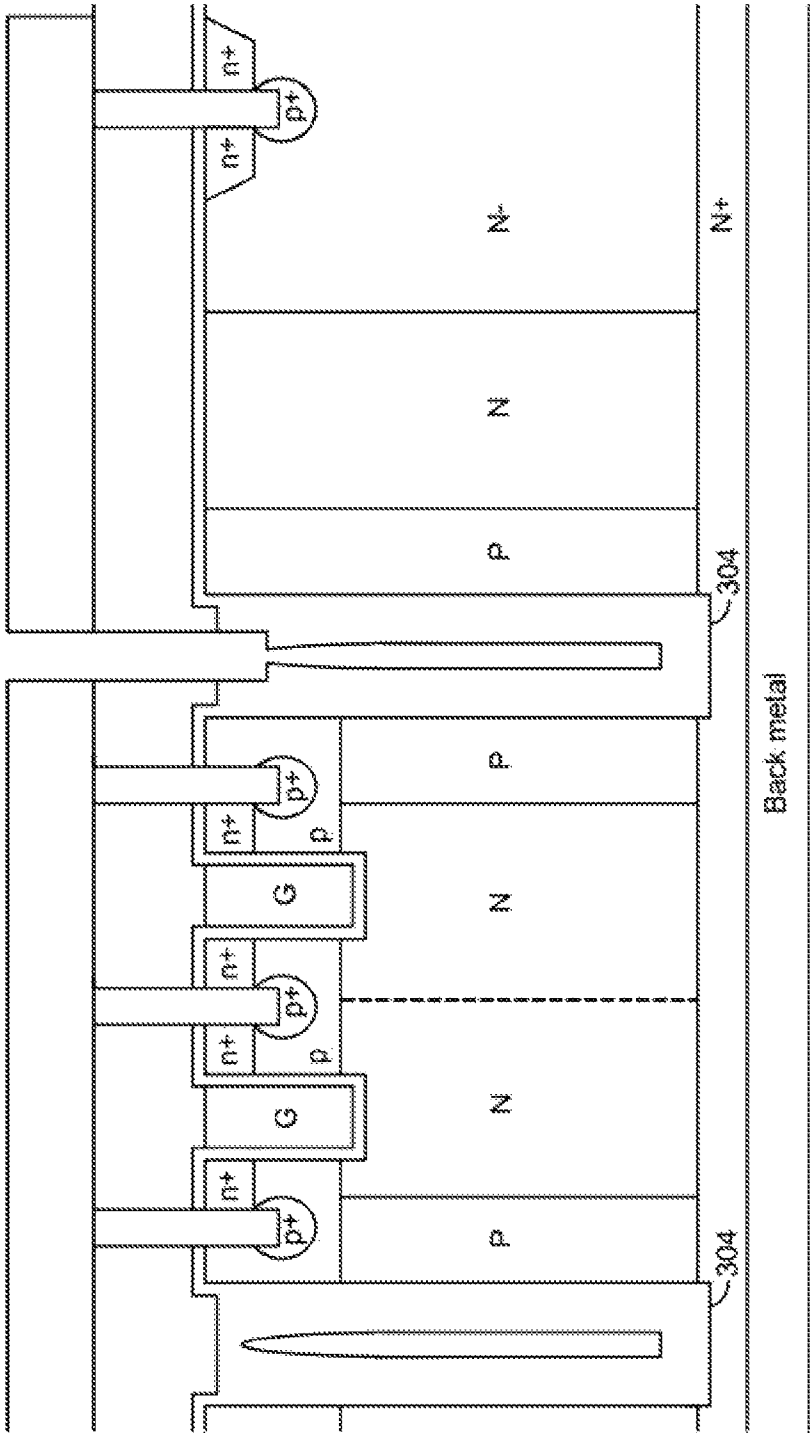 n+ n+ n+ n+ n+ n+
p+ G p+ G p+ p+
p p
P N N P P N N-
304 304 N+
Back metal